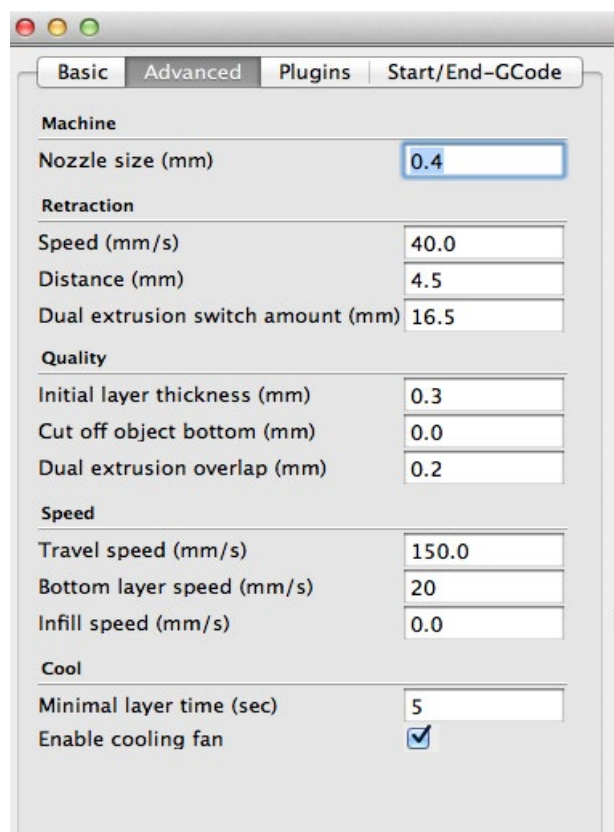 Basic Advanced Plugins Start/End-GCode
Machine
Nozzle size (mm) 0.4
Retraction
Speed (mm/s) 40.0
Distance (mm) 4.5
Dual extrusion switch amount (mm) 16.5
Quality
Initial layer thickness (mm) 0.3
Cut off object bottom (mm) 0.0
Dual extrusion overlap (mm) 0.2
Speed
Travel speed (mm/s) 150.0
Bottom layer speed (mm/s) 20
Infill speed (mm/s) 0.0
Cool
Minimal layer time (sec) 5
Enable cooling fan